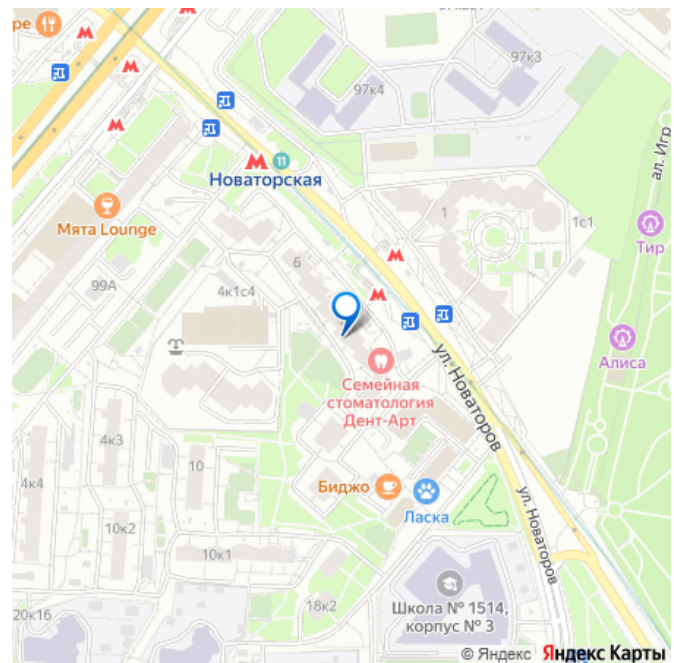 97к3
97к4
ре
М
М
М
М
11
Новаторская
ал. Игр
Мята Lounge
1
1с1
Тир
6
99А
4к1с4
М
М
Алиса
ул. Новаторов
Семейная
стоматология
Дент-Арт
4к3
4к4
10
Биджо
Ласка
ул. Новаторов
10к2
10к1
18к2
20к16
Школа № 1514,
корпус № 3
© Яндекс Яндекс Карты